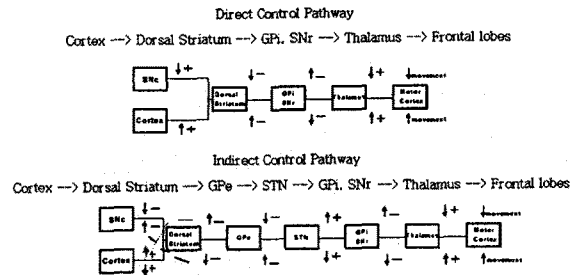 Direct Control Pathway
Cortex --> Dorsal Striatum --> GPi, SNr --> Thalamus --> Frontal lobes
↓+ ↓− ↑− ↓+ ↓movement
SNc
Dorsal Striatum GPi SNr Thalamus Motor Cortex
Cortex
↑+ ↑− ↓− ↑+ ↑movement
Indirect Control Pathway
Cortex --> Dorsal Striatum --> GPe --> STN --> GPi, SNr --> Thalamus --> Frontal lobes
↓− ↑− ↓− ↑+ ↑− ↓+ ↓movement
SNc
Dorsal Striatum GPe STN GPi SNr Thalamus Motor Cortex
Cortex
↓+ ↓− ↑− ↓+ ↓− ↑+ ↑movement